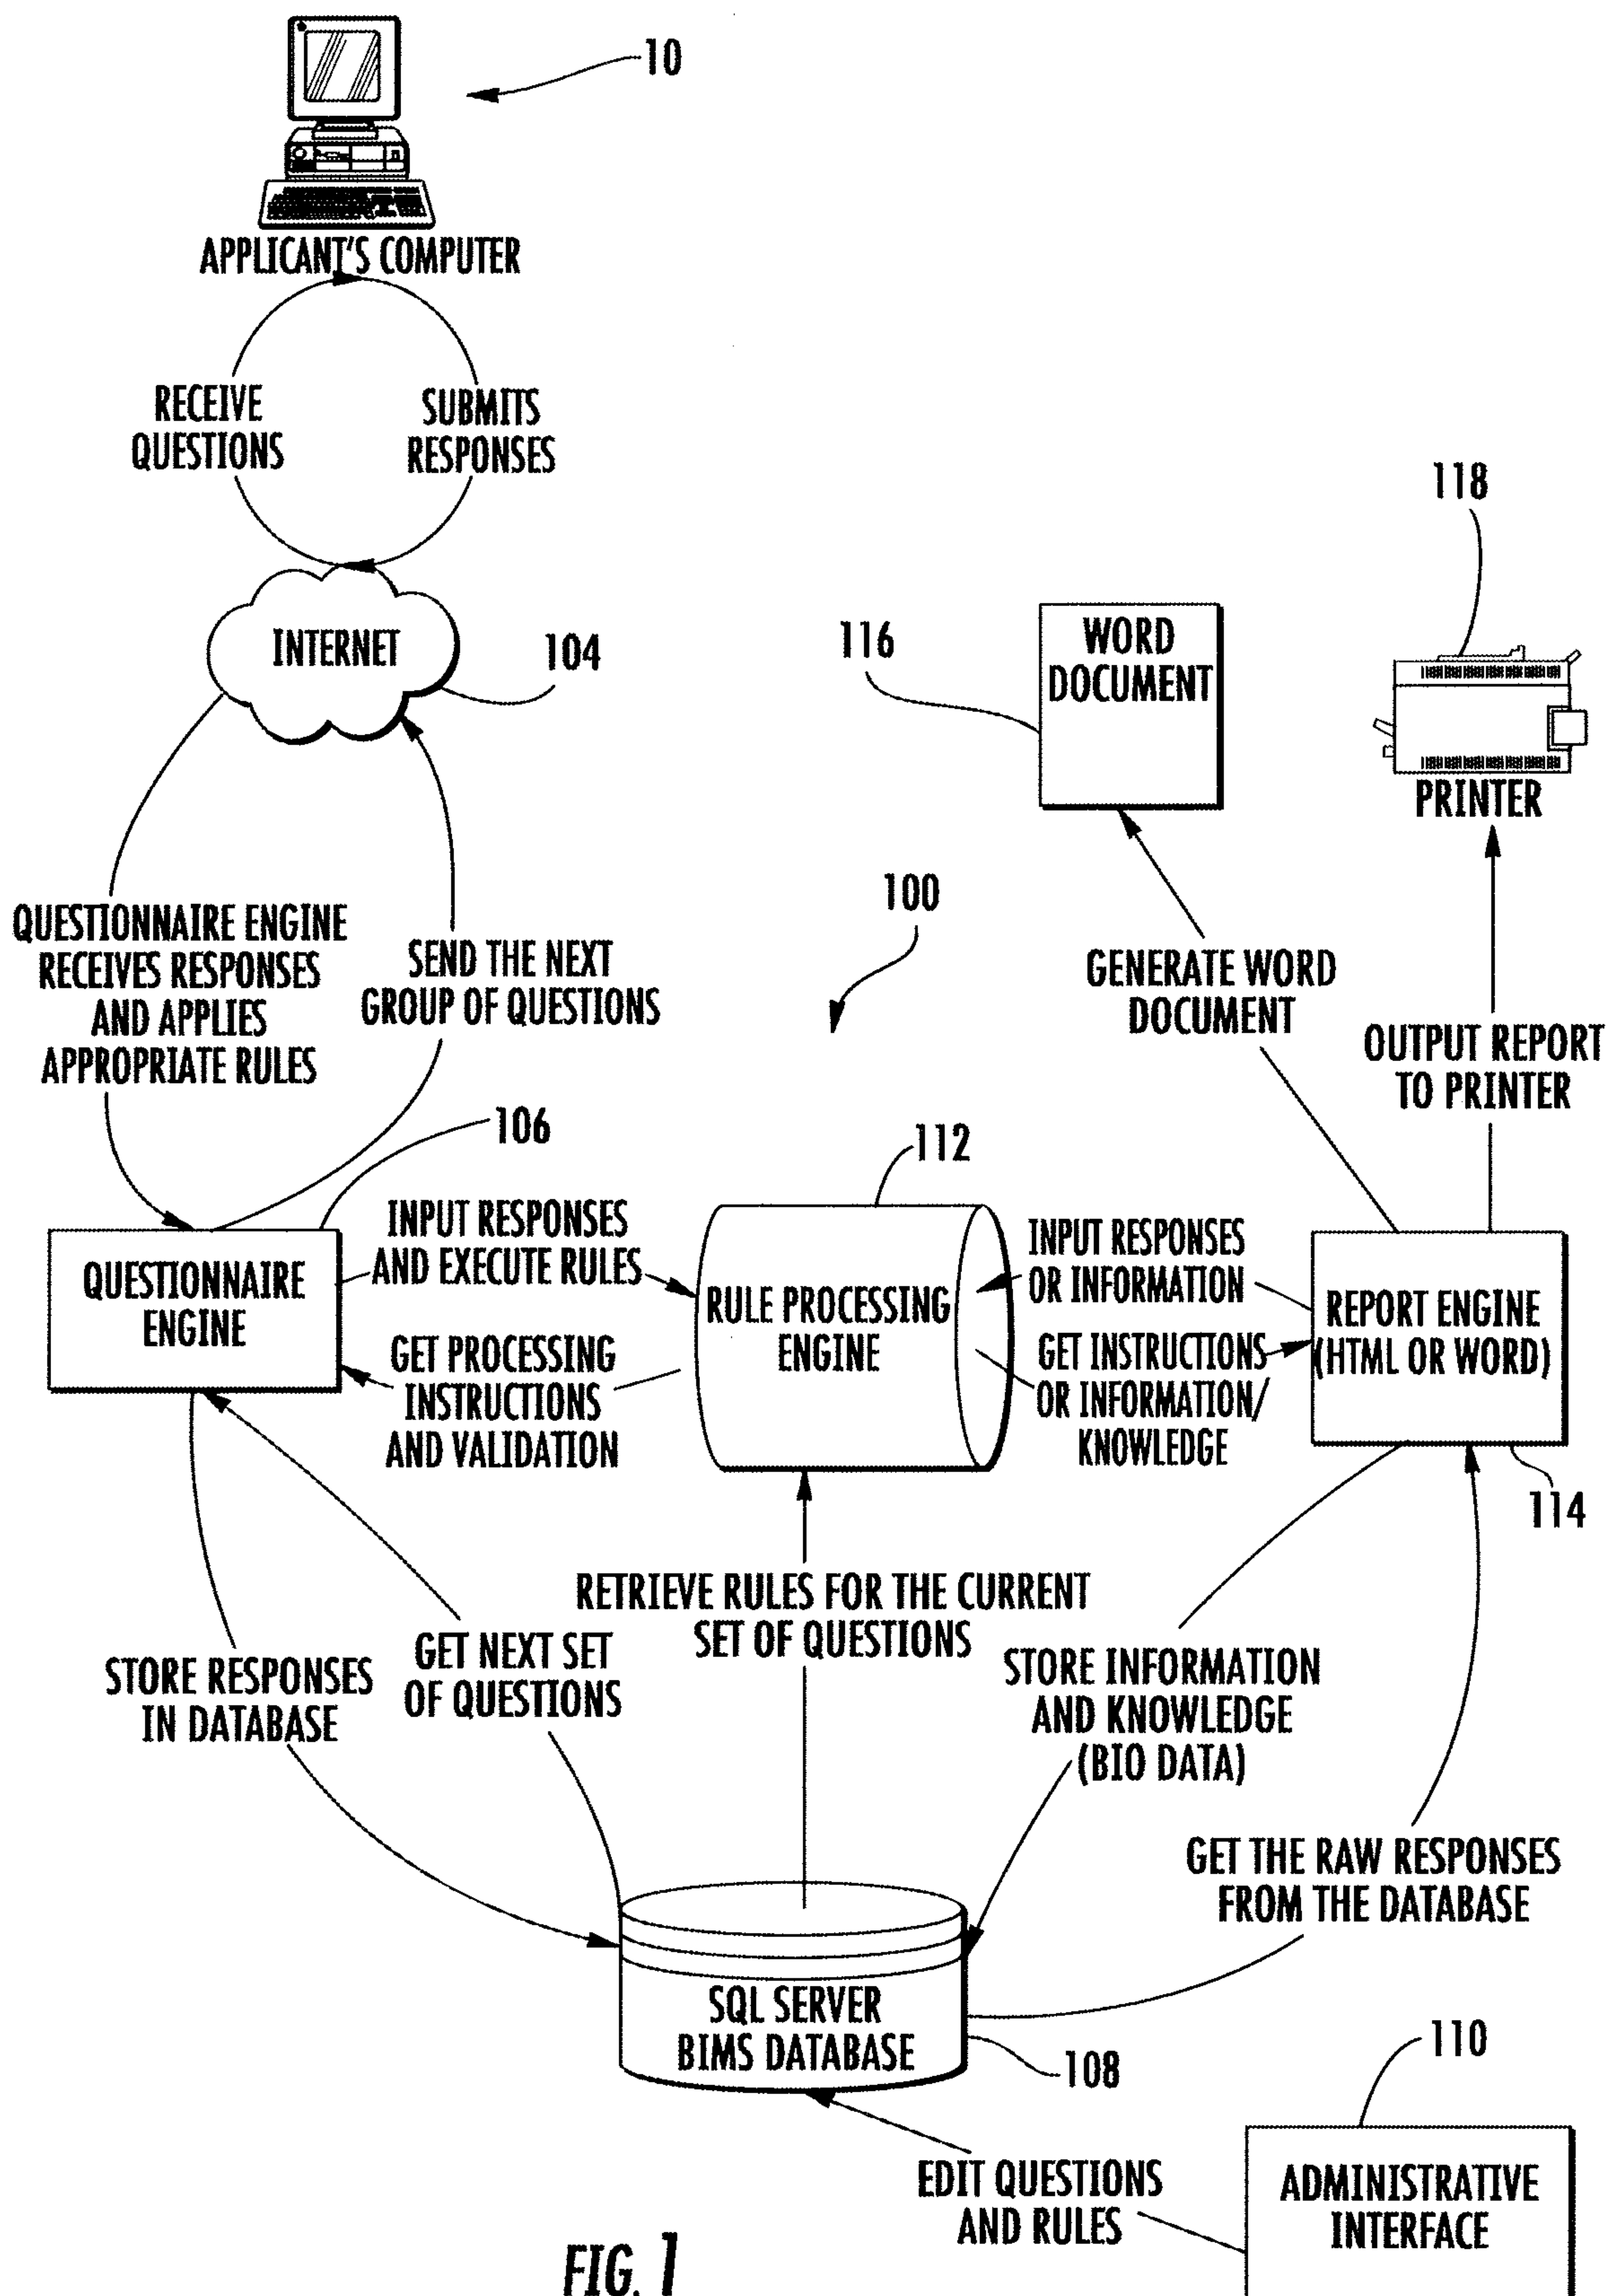 10
APPLICANT'S COMPUTER
RECEIVE
QUESTIONS
SUBMITS
RESPONSES
INTERNET
104
118
116
WORD
DOCUMENT
PRINTER
100
QUESTIONNAIRE ENGINE
RECEIVES RESPONSES
AND APPLIES
APPROPRIATE RULES
SEND THE NEXT
GROUP OF QUESTIONS
GENERATE WORD
DOCUMENT
OUTPUT REPORT
TO PRINTER
106
112
QUESTIONNAIRE
ENGINE
INPUT RESPONSES
AND EXECUTE RULES
GET PROCESSING
INSTRUCTIONS
AND VALIDATION
RULE PROCESSING
ENGINE
INPUT RESPONSES
OR INFORMATION
GET INSTRUCTIONS
OR INFORMATION/
KNOWLEDGE
REPORT ENGINE
(HTML OR WORD)
114
RETRIEVE RULES FOR THE CURRENT
SET OF QUESTIONS
STORE RESPONSES
IN DATABASE
GET NEXT SET
OF QUESTIONS
STORE INFORMATION
AND KNOWLEDGE
(BIO DATA)
GET THE RAW RESPONSES
FROM THE DATABASE
SQL SERVER
BIMS DATABASE
108
110
EDIT QUESTIONS
AND RULES
ADMINISTRATIVE
INTERFACE
FIG. 1